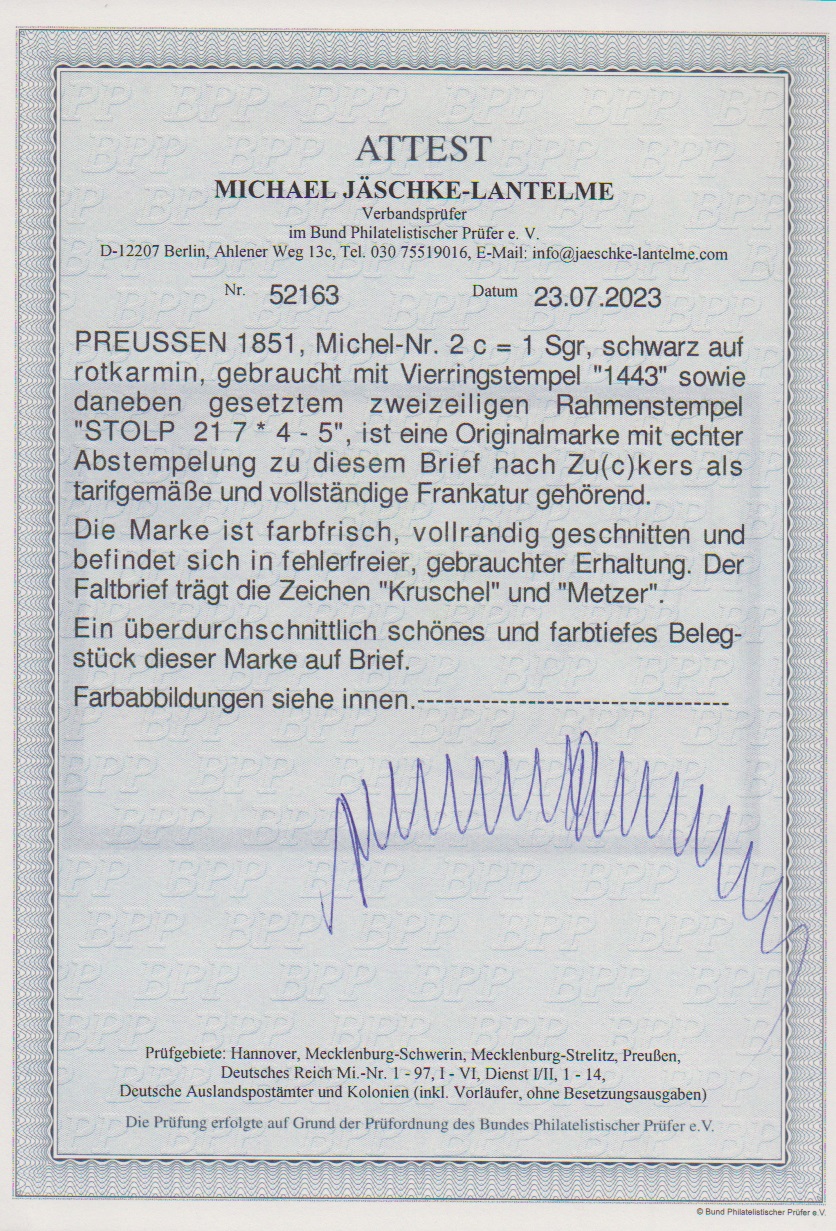 ATTEST
MICHAEL JÄSCHKE-LANTELME
Verbandsprüfer
im Bund Philatelistischer Prüfer e. V.
D-12207 Berlin, Ahlener Weg 13c, Tel. 030 75519016, E-Mail: info@jaeschke-lantelme.com
Nr. 52163 Datum 23.07.2023
PREUSSEN 1851, Michel-Nr. 2 c = 1 Sgr, schwarz auf
rotkarmin, gebraucht mit Vierringstempel "1443" sowie
daneben gesetztem zweizeiligen Rahmenstempel
"STOLP 21 7 * 4 - 5", ist eine Originalmarke mit echter
Abstempelung zu diesem Brief nach Zu(c)kers als
tarifgemäße und vollständige Frankatur gehörend.
Die Marke ist farbfrisch, vollrandig geschnitten und
befindet sich in fehlerfreier, gebrauchter Erhaltung. Der
Faltbrief trägt die Zeichen "Kruschel" und "Metzer".
Ein überdurchschnittlich schönes und farbtiefes Beleg-
stück dieser Marke auf Brief.
Farbabbildungen siehe innen.----------------------------------
Prüfgebiete: Hannover, Mecklenburg-Schwerin, Mecklenburg-Strelitz, Preußen,
Deutsches Reich Mi.-Nr. 1 - 97, I - VI, Dienst I/II, 1 - 14,
Deutsche Auslandspostämter und Kolonien (inkl. Vorläufer, ohne Besetzungsausgaben)
Die Prüfung erfolgte auf Grund der Prüfordnung des Bundes Philatelistischer Prüfer e.V.
© Bund Philatelistischer Prüfer e.V.